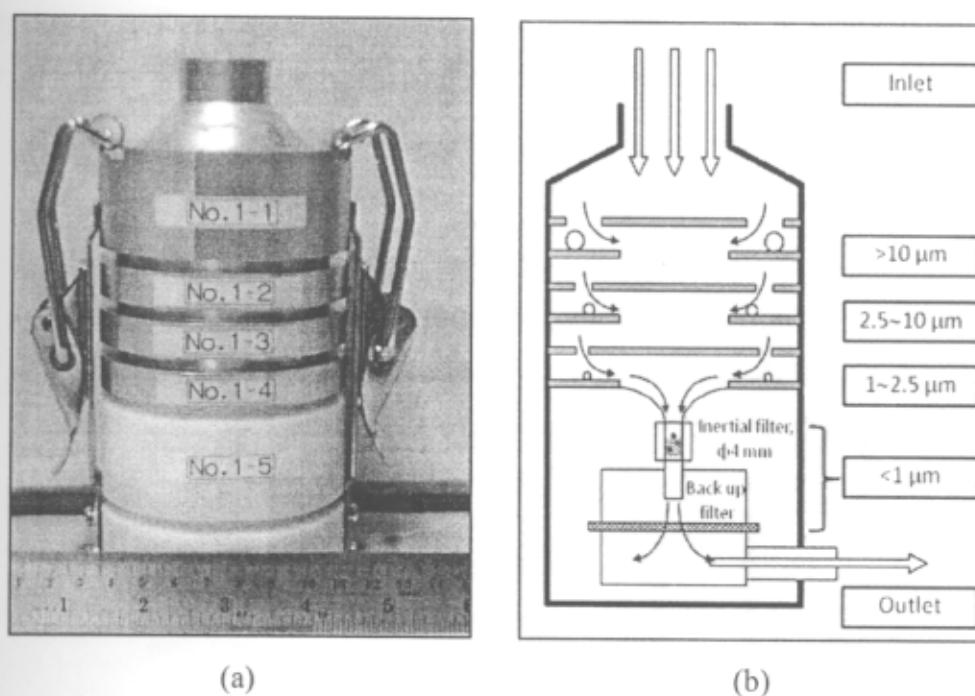 No.1-1
No.1-2
No.1-3
No.1-4
No.1-5
1 2 3 4 5 6
(a)
Inlet
>10 μm
2.5~10 μm
1~2.5 μm
Inertial filter,
ϕ4 mm
<1 μm
Back up
filter
Outlet
(b)